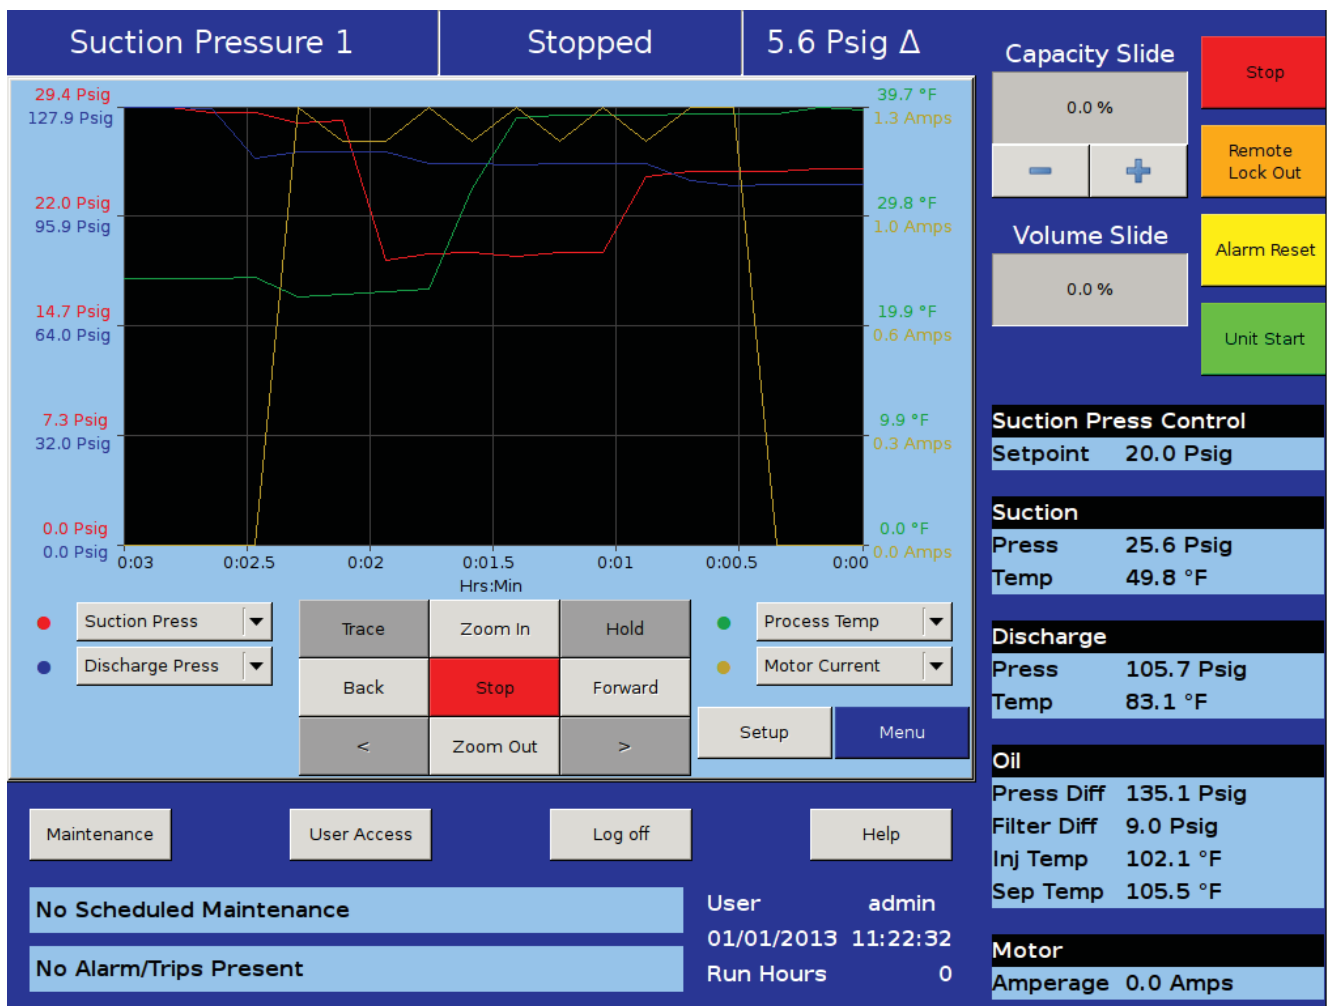 Suction Pressure 1
Stopped
5.6 Psig Δ
29.4 Psig
127.9 Psig
22.0 Psig
95.9 Psig
14.7 Psig
64.0 Psig
7.3 Psig
32.0 Psig
0.0 Psig
0.0 Psig
39.7 °F
1.3 Amps
29.8 °F
1.0 Amps
19.9 °F
0.6 Amps
9.9 °F
0.3 Amps
0.0 °F
0.0 Amps
0:03 0:02.5 0:02 0:01.5 0:01 0:00.5 0:00
Hrs:Min
Suction Press
Discharge Press
Trace Zoom In Hold
Back Stop Forward
< Zoom Out >
Process Temp
Motor Current
Setup Menu
Maintenance User Access Log off Help
No Scheduled Maintenance
No Alarm/Trips Present
User admin
01/01/2013 11:22:32
Run Hours 0
Capacity Slide
0.0 %
− +
Volume Slide
0.0 %
Stop
Remote
Lock Out
Alarm Reset
Unit Start
Suction Press Control
Setpoint 20.0 Psig
Suction
Press 25.6 Psig
Temp 49.8 °F
Discharge
Press 105.7 Psig
Temp 83.1 °F
Oil
Press Diff 135.1 Psig
Filter Diff 9.0 Psig
Inj Temp 102.1 °F
Sep Temp 105.5 °F
Motor
Amperage 0.0 Amps